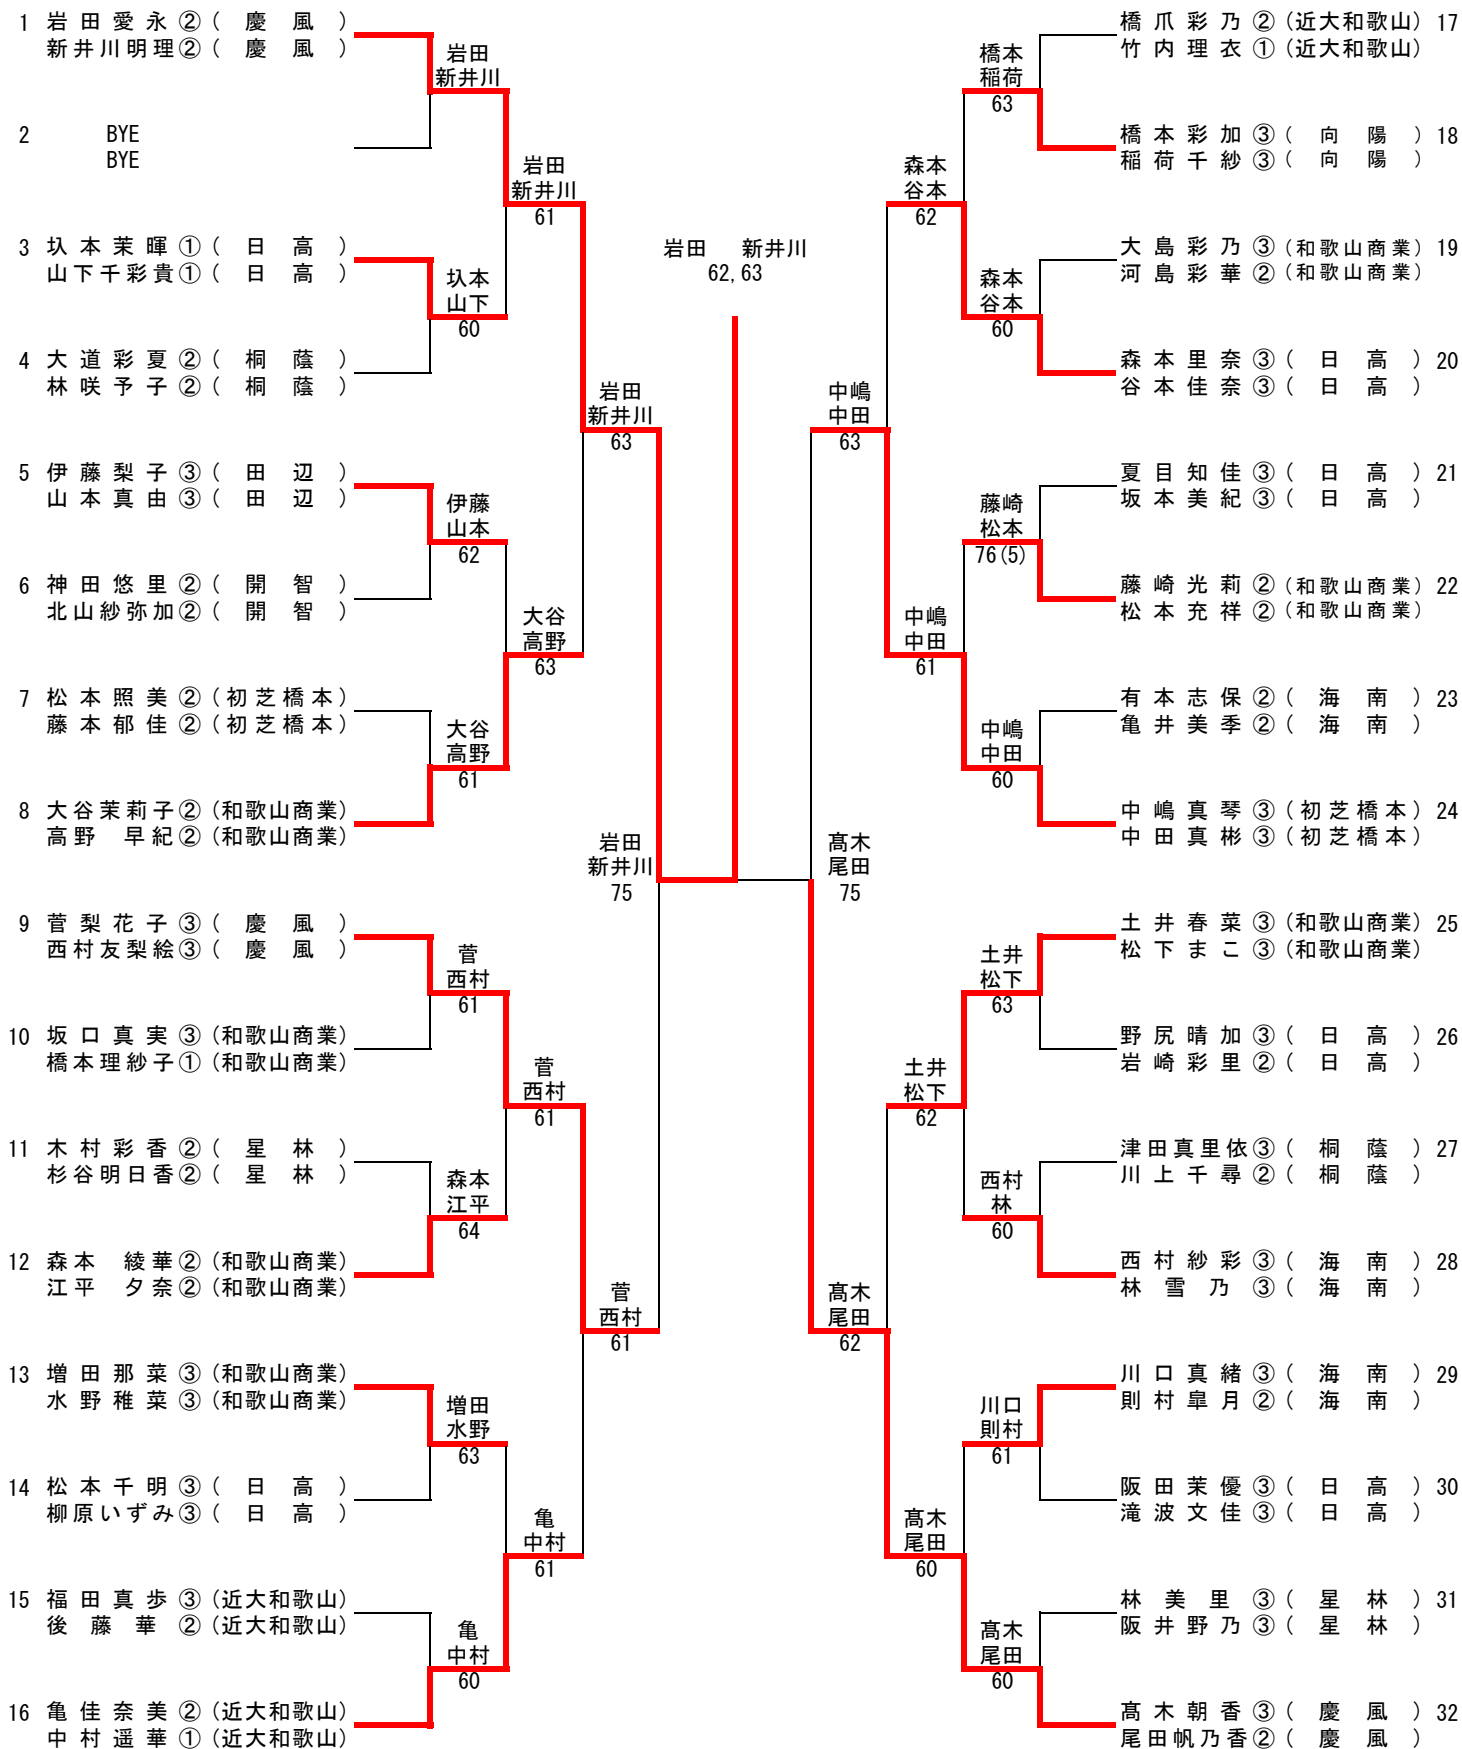 1 岩田愛永②(慶風)
新井川明理②(慶風)
2 BYE
BYE
3 圦本茉暉①(日高)
山下千彩貴①(日高)
4 大道彩夏②(桐蔭)
林咲予子②(桐蔭)
5 伊藤梨子③(田辺)
山本真由③(田辺)
6 神田悠里②(開智)
北山紗弥加②(開智)
7 松本照美②(初芝橋本)
藤本郁佳②(初芝橋本)
8 大谷茉莉子②(和歌山商業)
高野 早紀②(和歌山商業)
9 菅梨花子③(慶風)
西村友梨絵③(慶風)
10 坂口真実③(和歌山商業)
橋本理紗子①(和歌山商業)
11 木村彩香②(星林)
杉谷明日香②(星林)
12 森本 綾華②(和歌山商業)
江平 夕奈②(和歌山商業)
13 増田那菜③(和歌山商業)
水野稚菜③(和歌山商業)
14 松本千明③(日高)
柳原いずみ③(日高)
15 福田真歩③(近大和歌山)
後藤華②(近大和歌山)
16 亀佳奈美②(近大和歌山)
中村遥華①(近大和歌山)
岩田
新井川
圦本
山下
60
伊藤
山本
62
大谷
高野
61
菅
西村
61
森本
江平
64
増田
水野
63
亀
中村
60
岩田
新井川
61
大谷
高野
63
菅
西村
61
亀
中村
61
岩田
新井川
63
菅
西村
61
岩田
新井川
75
岩田 新井川
62,63
髙木
尾田
75
中嶋
中田
63
髙木
尾田
62
森本
谷本
62
中嶋
中田
61
土井
松下
62
髙木
尾田
60
橋本
稲荷
63
森本
谷本
60
藤崎
松本
76(5)
中嶋
中田
60
土井
松下
63
西村
林
60
川口
則村
61
髙木
尾田
60
橋爪彩乃②(近大和歌山) 17
竹内理衣①(近大和歌山)
橋本彩加③(向陽) 18
稲荷千紗③(向陽)
大島彩乃③(和歌山商業) 19
河島彩華②(和歌山商業)
森本里奈③(日高) 20
谷本佳奈③(日高)
夏目知佳③(日高) 21
坂本美紀③(日高)
藤崎光莉②(和歌山商業) 22
松本充祥②(和歌山商業)
有本志保②(海南) 23
亀井美季②(海南)
中嶋真琴③(初芝橋本) 24
中田真彬③(初芝橋本)
土井春菜③(和歌山商業) 25
松下まこ③(和歌山商業)
野尻晴加③(日高) 26
岩崎彩里②(日高)
津田真里依③(桐蔭) 27
川上千尋②(桐蔭)
西村紗彩③(海南) 28
林雪乃③(海南)
川口真緒③(海南) 29
則村皐月②(海南)
阪田茉優③(日高) 30
滝波文佳③(日高)
林美里③(星林) 31
阪井野乃③(星林)
髙木朝香③(慶風) 32
尾田帆乃香②(慶風)